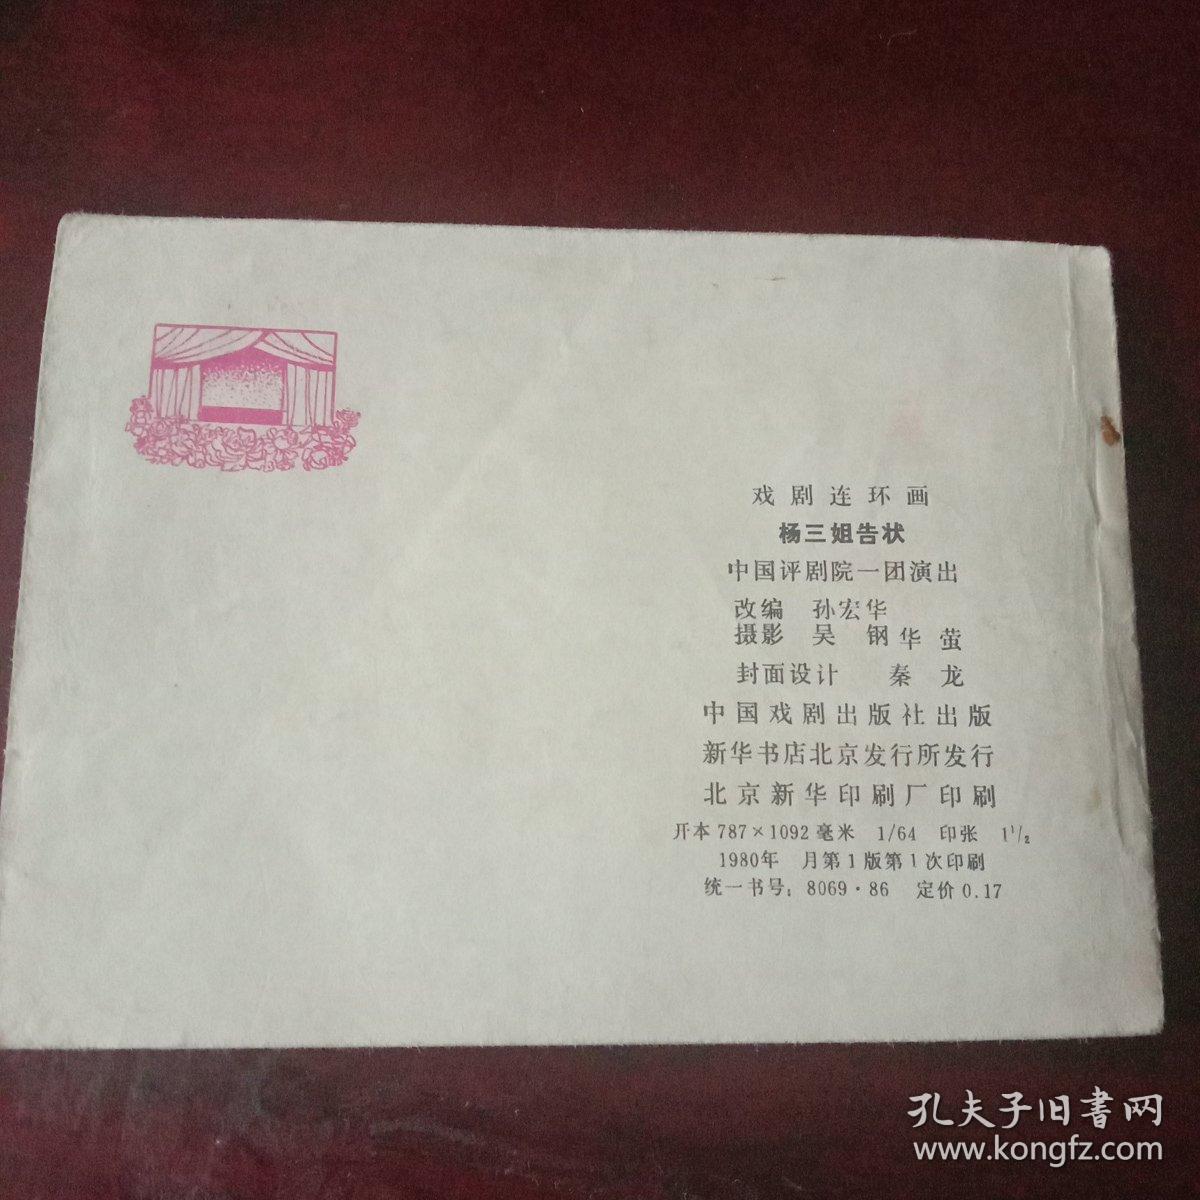 戏剧连环画
杨三姐告状
中国评剧院一团演出
改编 孙宏华
摄影 吴 钢 华 萤
封面设计 秦 龙
中国戏剧出版社出版
新华书店北京发行所发行
北京新华印刷厂印刷
开本 787×1092 毫米 1/64 印张 1 1/2
1980年 月第1版第1次印刷
统一书号：8069·86 定价 0.17
孔夫子旧書网
www.kongfz.com